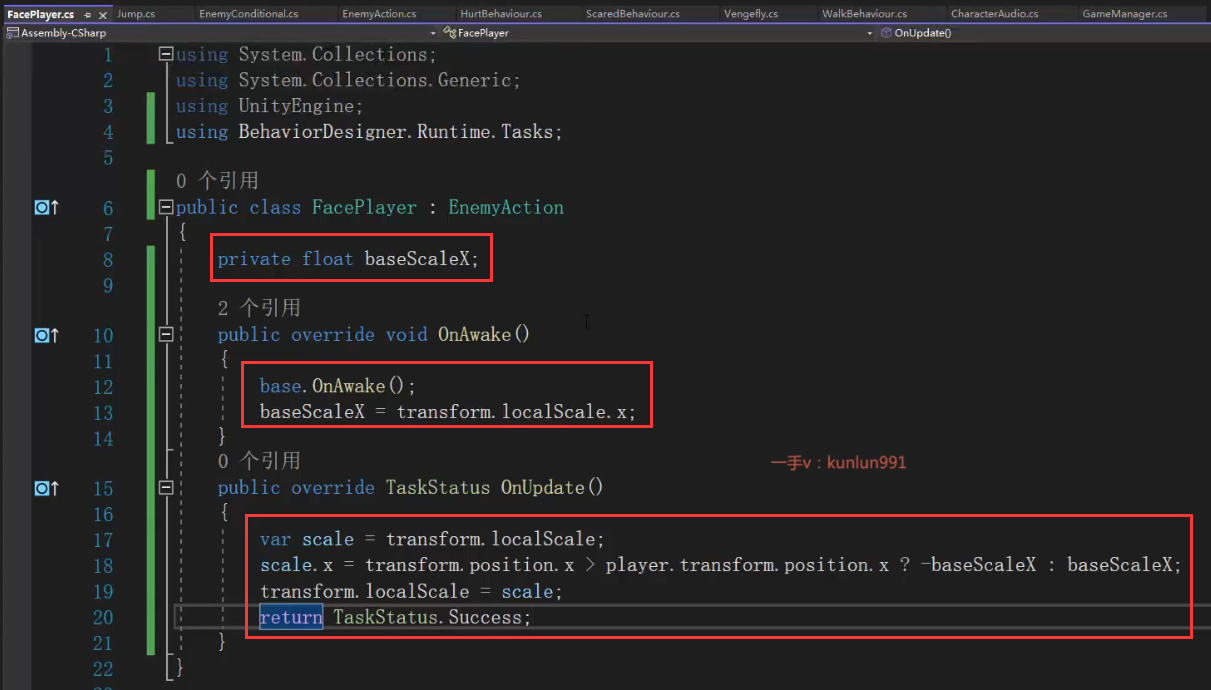 FacePlayer.cs Jump.cs EnemyConditional.cs EnemyAction.cs HurtBehaviour.cs ScaredBehaviour.cs Vengefly.cs WalkBehaviour.cs CharacterAudio.cs GameManager.cs
Assembly-CSharp FacePlayer OnUpdate()
1 using System.Collections;
2 using System.Collections.Generic;
3 using UnityEngine;
4 using BehaviorDesigner.Runtime.Tasks;
5
0 个引用
6 public class FacePlayer : EnemyAction
7 {
8 private float baseScaleX;
9
2 个引用
10 public override void OnAwake()
11 {
12 base.OnAwake();
13 baseScaleX = transform.localScale.x;
14 }
0 个引用
一手v：kunlun991
15 public override TaskStatus OnUpdate()
16 {
17 var scale = transform.localScale;
18 scale.x = transform.position.x > player.transform.position.x ? -baseScaleX : baseScaleX;
19 transform.localScale = scale;
20 return TaskStatus.Success;
21 }
22 }